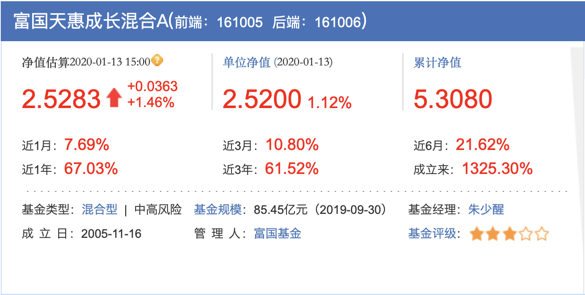 富国天惠成长混合A(前端：161005 后端：161006)
净值估算2020-01-13 15:00 单位净值 (2020-01-13) 累计净值
2.5283 +0.0363 +1.46% 2.5200 1.12% 5.3080
近1月：7.69% 近3月：10.80% 近6月：21.62%
近1年：67.03% 近3年：61.52% 成立来：1325.30%
基金类型：混合型 | 中高风险 基金规模：85.45亿元（2019-09-30） 基金经理：朱少醒
成 立 日：2005-11-16 管 理 人：富国基金 基金评级：